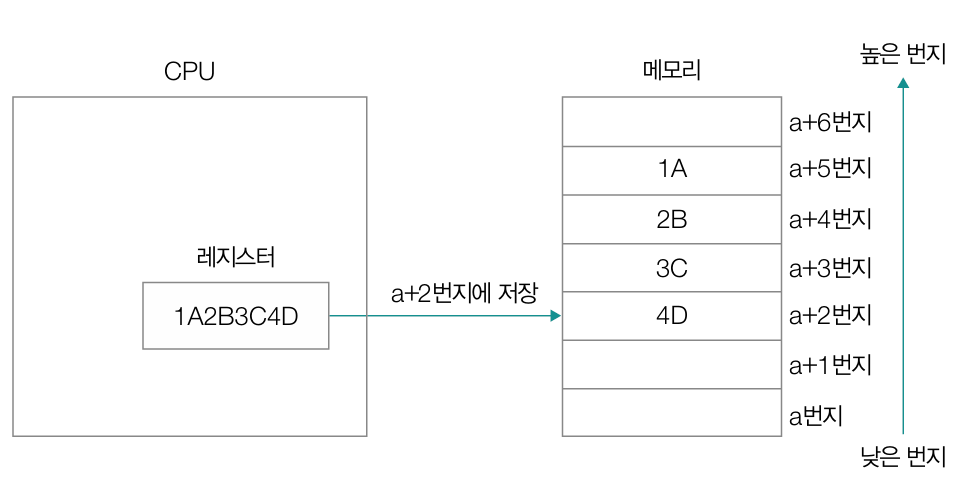 높은 번지
CPU
메모리
a+6번지
1A
a+5번지
2B
a+4번지
레지스터
3C
a+3번지
1A2B3C4D
a+2번지에 저장
4D
a+2번지
a+1번지
a번지
낮은 번지